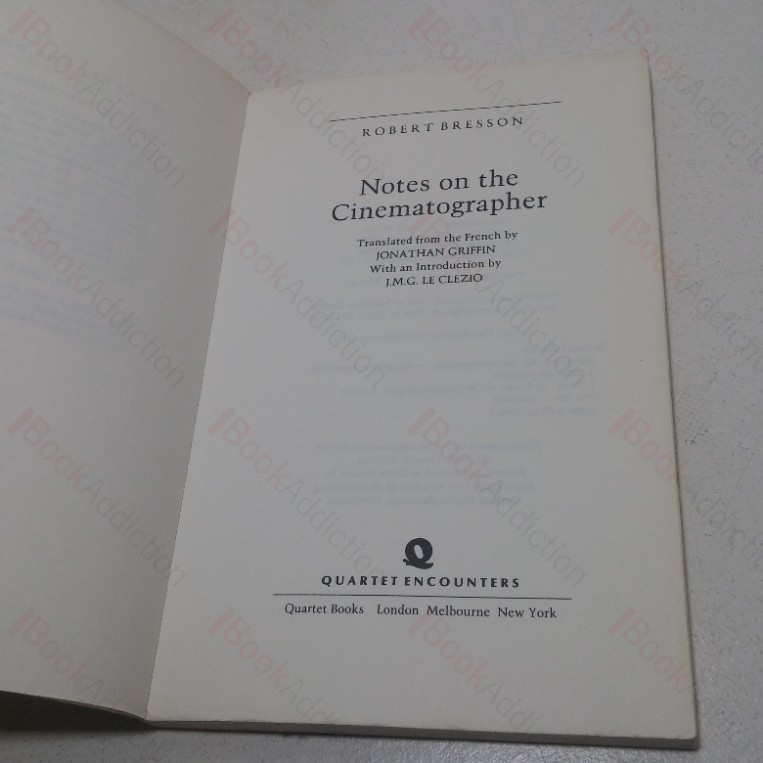 ROBERT BRESSON
Notes on the
Cinematographer
Translated from the French by
JONATHAN GRIFFIN
With an Introduction by
J.M.G. LE CLEZIO
Q
QUARTET ENCOUNTERS
Quartet Books London Melbourne New York
BookAddiction